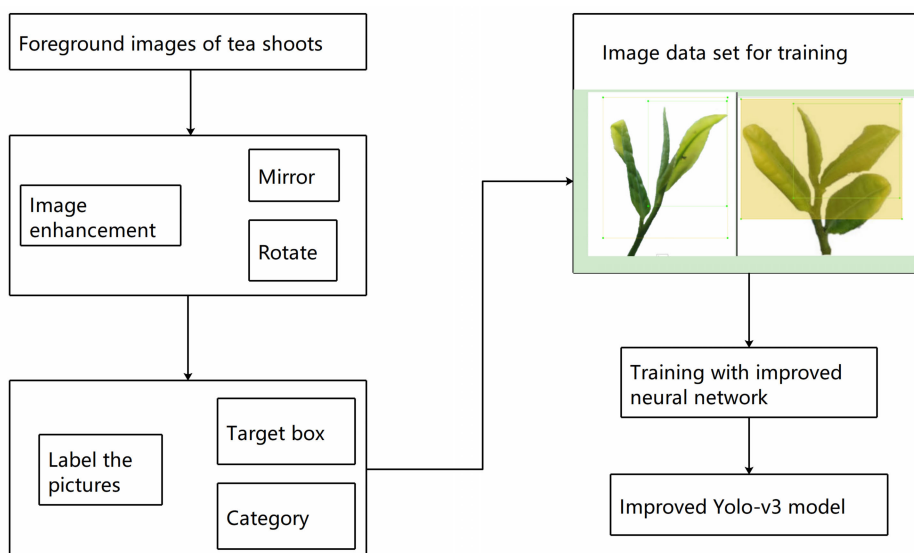 Foreground images of tea shoots
Image
enhancement
Mirror
Rotate
Label the
pictures
Target box
Category
Image data set for training
Training with improved
neural network
Improved Yolo-v3 model